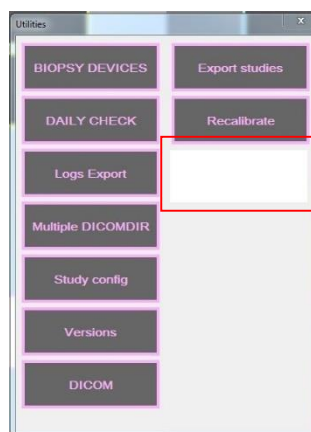 Utilities
x
BIOPSY DEVICES
Export studies
DAILY CHECK
Recalibrate
Logs Export
Multiple DICOMDIR
Study config
Versions
DICOM